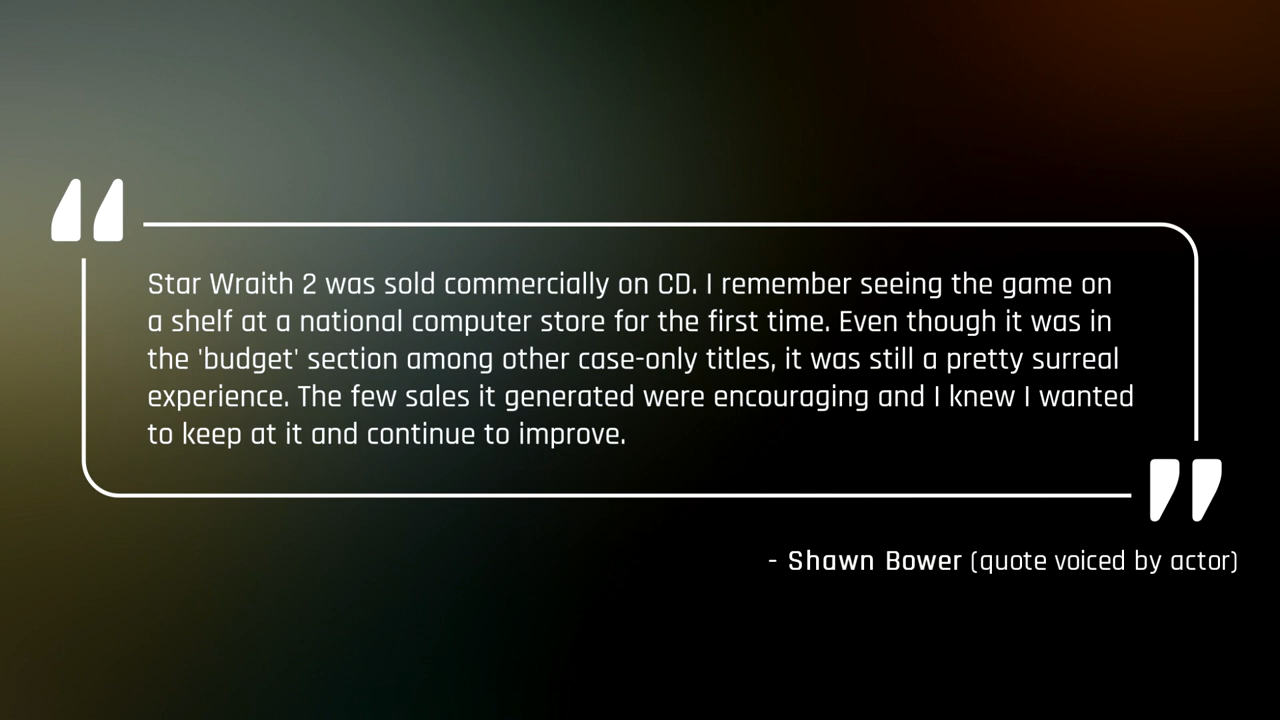 Star Wraith 2 was sold commercially on CD. I remember seeing the game on
a shelf at a national computer store for the first time. Even though it was in
the 'budget' section among other case-only titles, it was still a pretty surreal
experience. The few sales it generated were encouraging and I knew I wanted
to keep at it and continue to improve.
- Shawn Bower (quote voiced by actor)